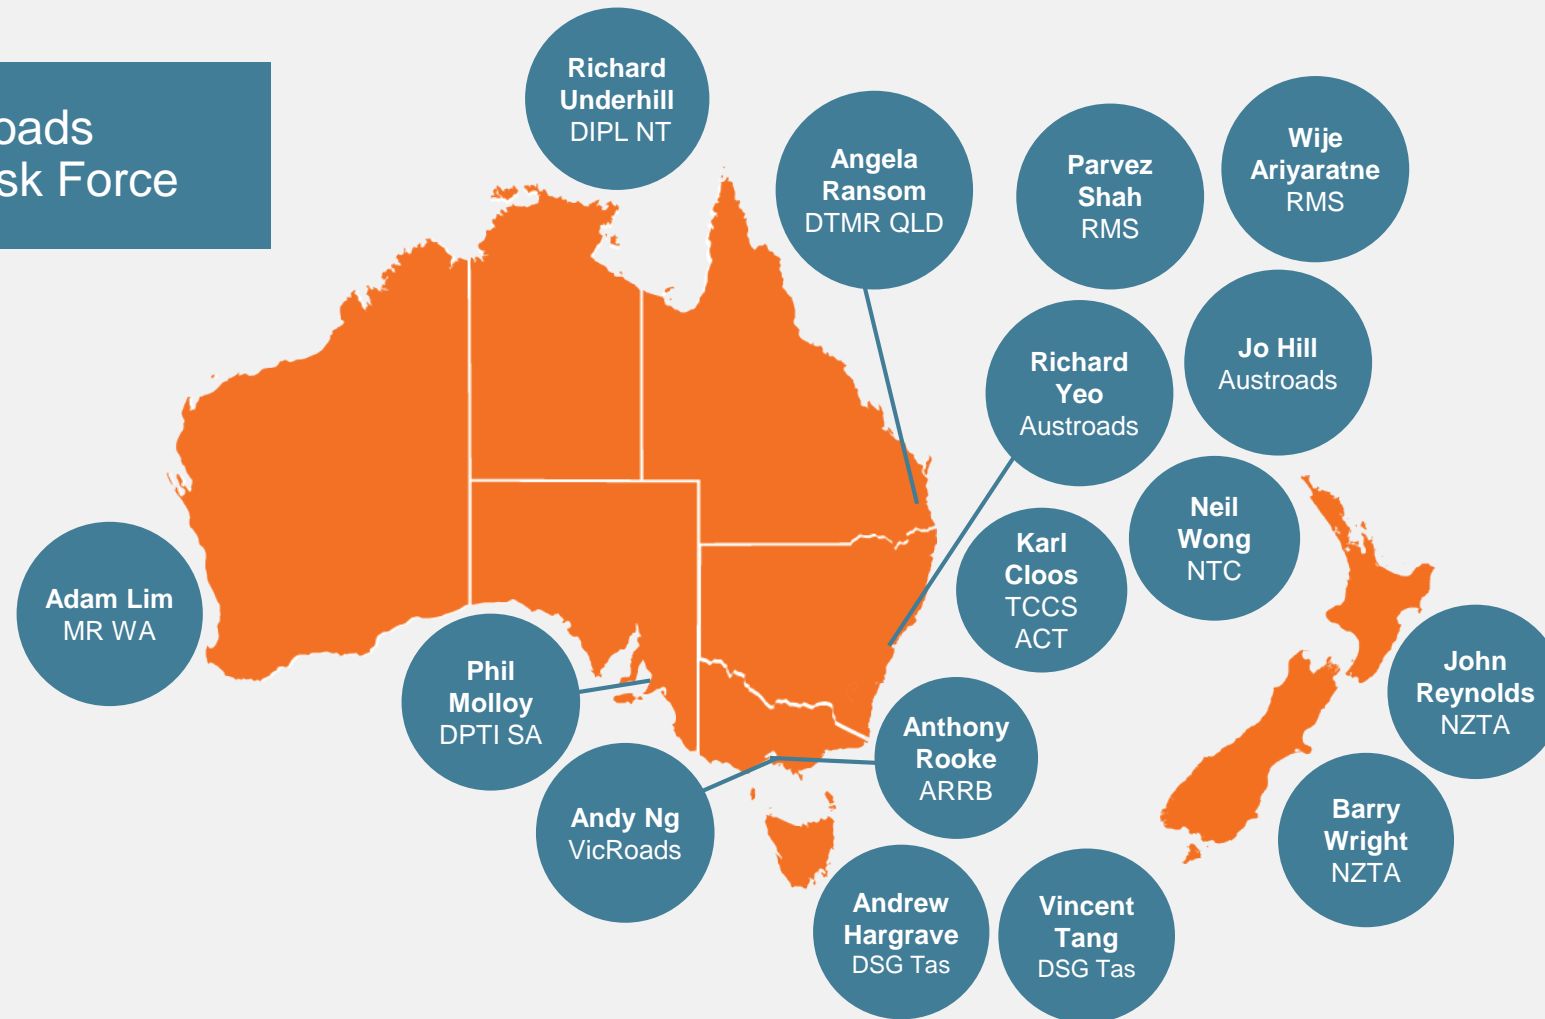 oads
sk Force
Richard
Underhill
DIPL NT
Angela
Ransom
DTMR QLD
Parvez
Shah
RMS
Wije
Ariyaratne
RMS
Richard
Yeo
Austroads
Jo Hill
Austroads
Neil
Wong
NTC
Karl
Cloos
TCCS
ACT
Adam Lim
MR WA
Phil
Molloy
DPTI SA
John
Reynolds
NZTA
Anthony
Rooke
ARRB
Andy Ng
VicRoads
Barry
Wright
NZTA
Andrew
Hargrave
DSG Tas
Vincent
Tang
DSG Tas